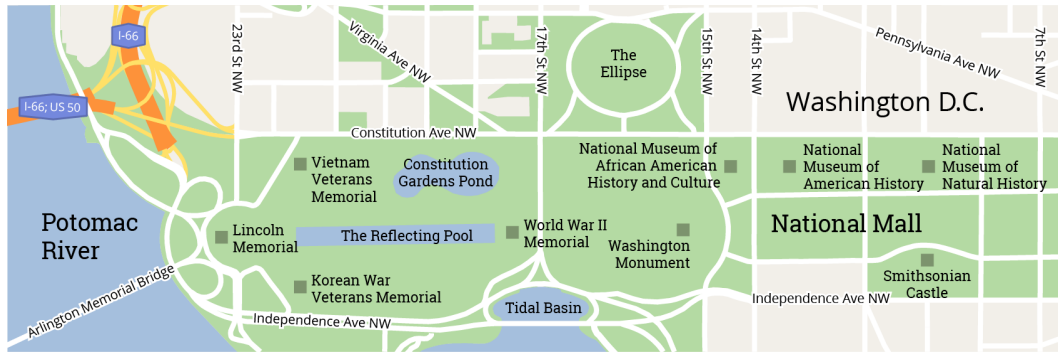 I-66
23rd St NW
Virginia Ave NW
17th St NW
The
Ellipse
15th St NW
14th St NW
Pennsylvania Ave NW
7th St NW
I-66; US 50
Washington D.C.
Constitution Ave NW
Vietnam
Veterans
Memorial
Constitution
Gardens Pond
National Museum of
African American
History and Culture
National
Museum of
American History
National
Museum of
Natural History
Potomac
River
Lincoln
Memorial
The Reflecting Pool
World War II
Memorial
Washington
Monument
National Mall
Korean War
Veterans Memorial
Smithsonian
Castle
Arlington Memorial Bridge
Independence Ave NW
Tidal Basin
Independence Ave NW